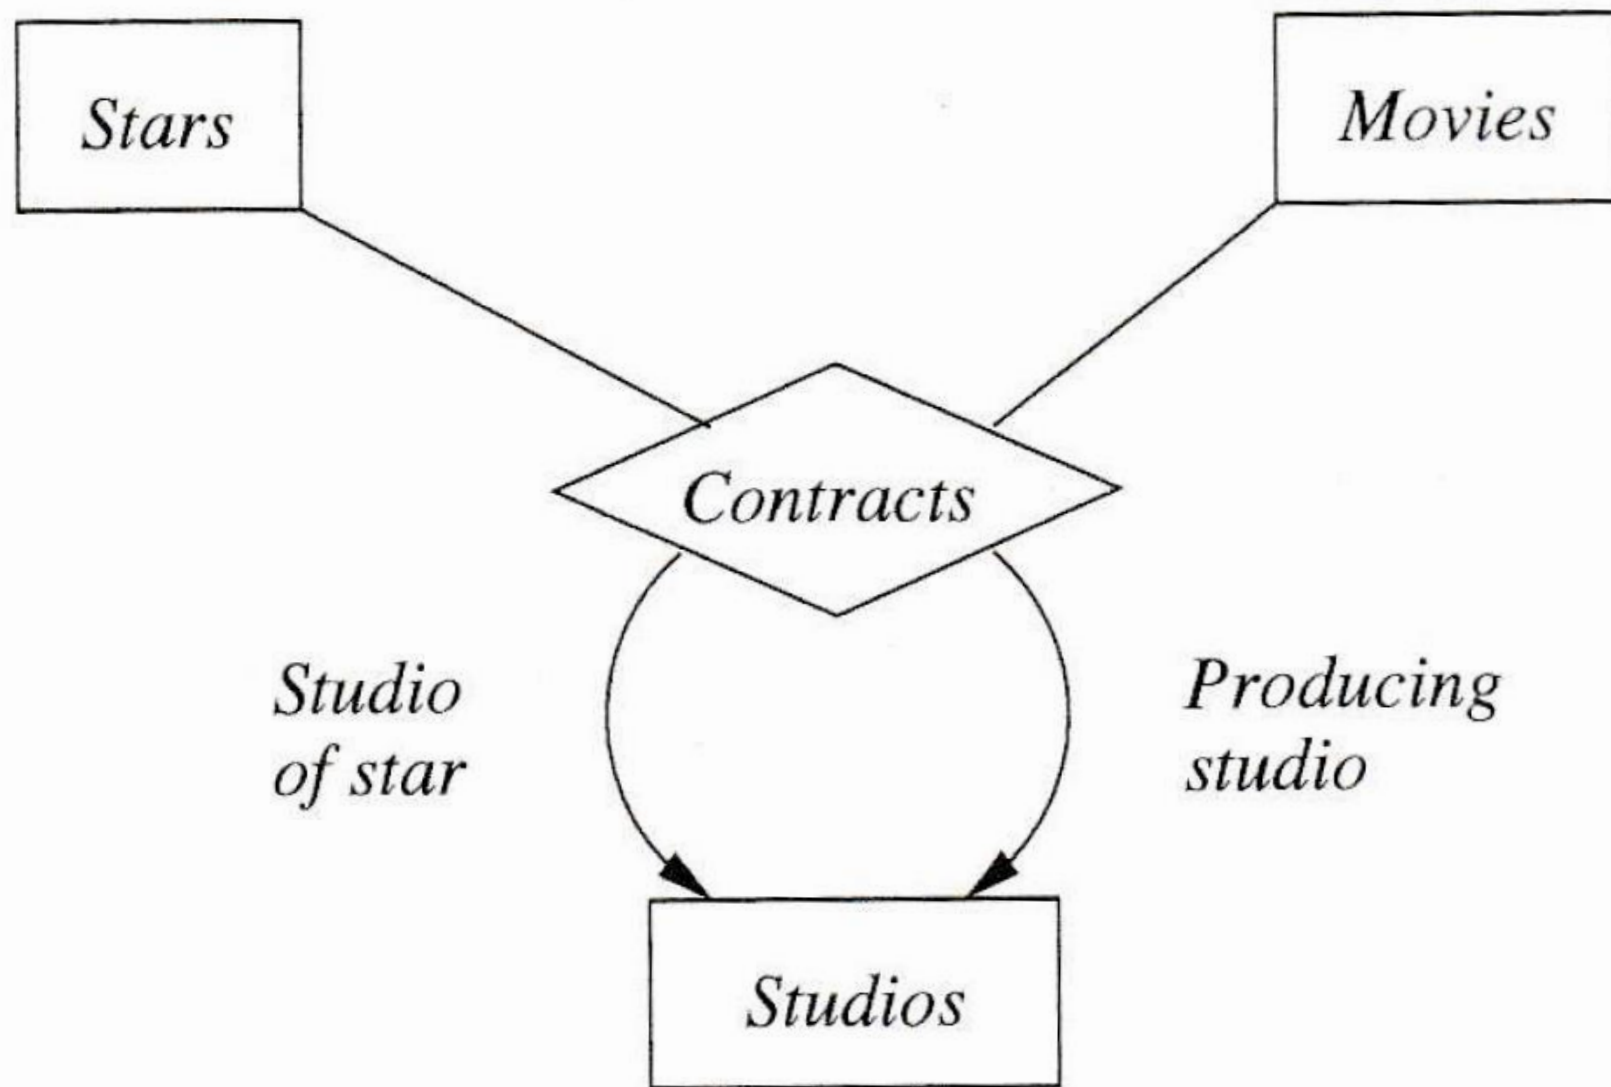 Stars
Movies
Contracts
Studio
of star
Producing
studio
Studios